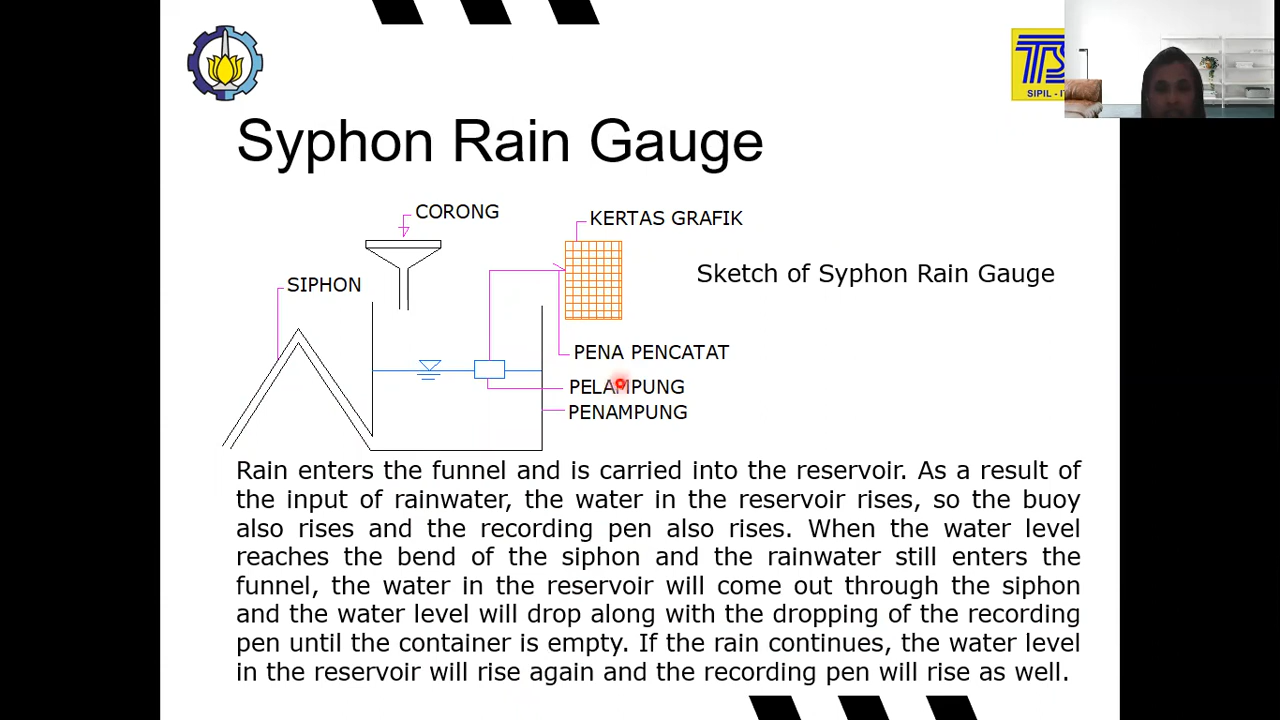 SIPIL - IT
Syphon Rain Gauge
CORONG
KERTAS GRAFIK
SIPHON
Sketch of Syphon Rain Gauge
PENA PENCATAT
PELAMPUNG
PENAMPUNG
Rain enters the funnel and is carried into the reservoir. As a result of
the input of rainwater, the water in the reservoir rises, so the buoy
also rises and the recording pen also rises. When the water level
reaches the bend of the siphon and the rainwater still enters the
funnel, the water in the reservoir will come out through the siphon
and the water level will drop along with the dropping of the recording
pen until the container is empty. If the rain continues, the water level
in the reservoir will rise again and the recording pen will rise as well.